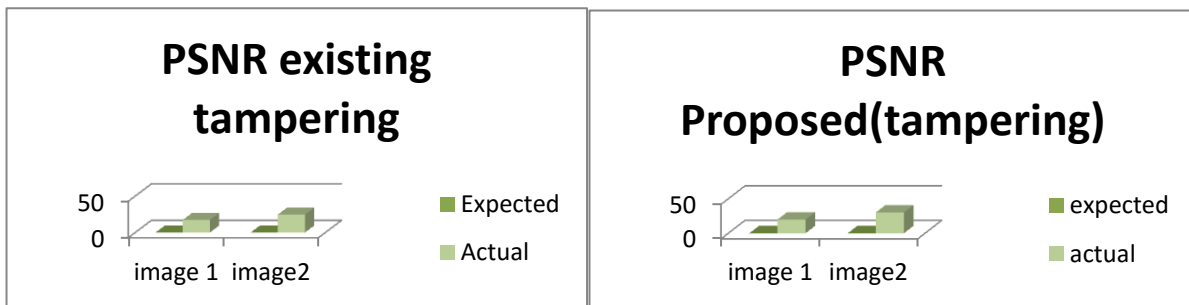 PSNR existing
tampering
50
0
image 1 image2
Expected
Actual
PSNR
Proposed(tampering)
50
0
image 1 image2
expected
actual